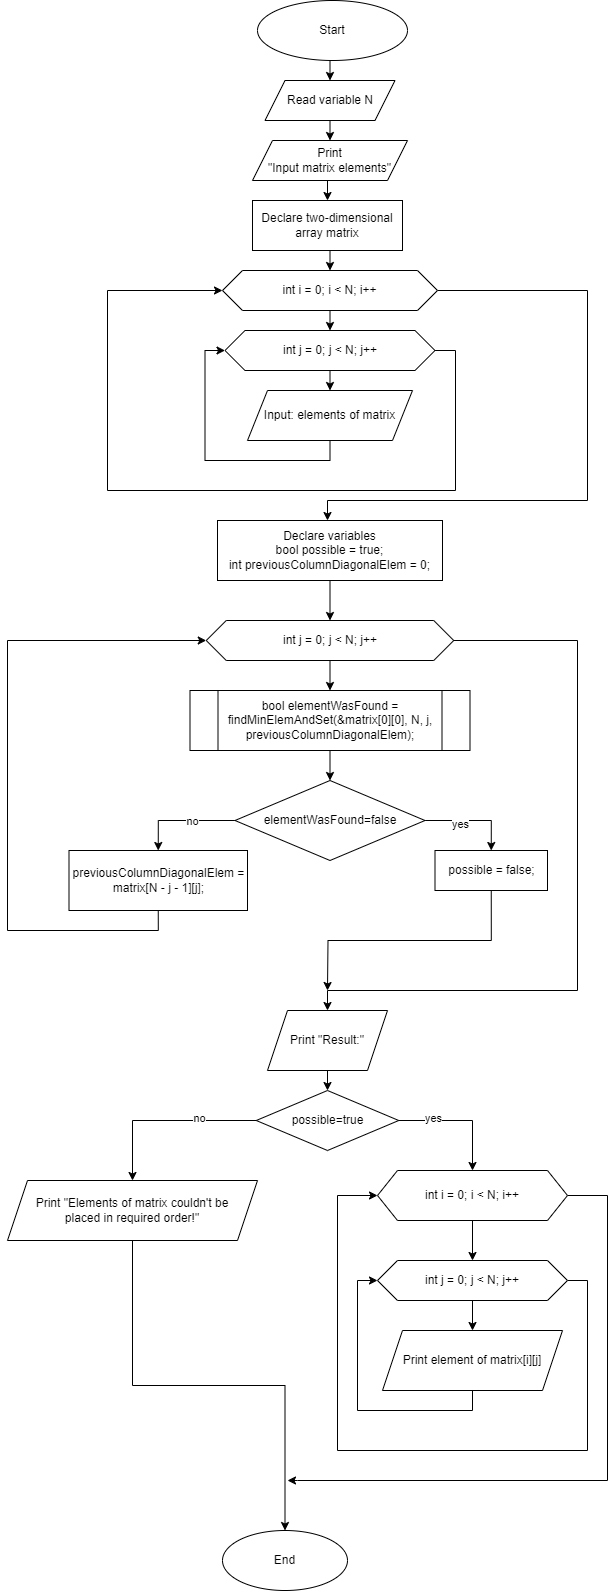 Start
Read variable N
Print
"Input matrix elements"
Declare two-dimensional
array matrix
int i = 0; i < N; i++
int j = 0; j < N; j++
Input: elements of matrix
Declare variables
bool possible = true;
int previousColumnDiagonalElem = 0;
int j = 0; j < N; j++
bool elementWasFound =
findMinElemAndSet(&matrix[0][0], N, j,
previousColumnDiagonalElem);
elementWasFound=false
no
yes
previousColumnDiagonalElem =
matrix[N - j - 1][j];
possible = false;
Print "Result:"
possible=true
no
yes
Print "Elements of matrix couldn't be
placed in required order!"
int i = 0; i < N; i++
int j = 0; j < N; j++
Print element of matrix[i][j]
End